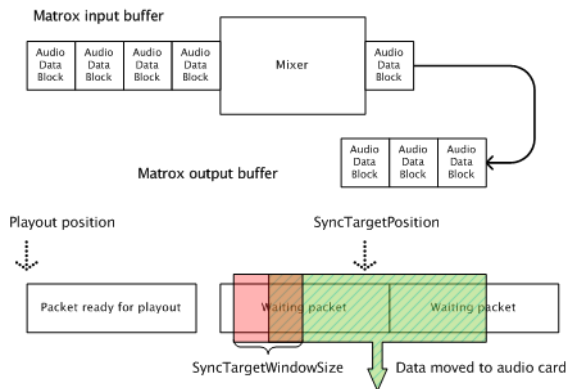 Matrox input buffer
Audio
Data
Block
Audio
Data
Block
Audio
Data
Block
Audio
Data
Block
Mixer
Audio
Data
Block
Matrox output buffer
Audio
Data
Block
Audio
Data
Block
Audio
Data
Block
Playout position
SyncTargetPosition
Packet ready for playout
Waiting packet
Waiting packet
SyncTargetWindowSize
Data moved to audio card